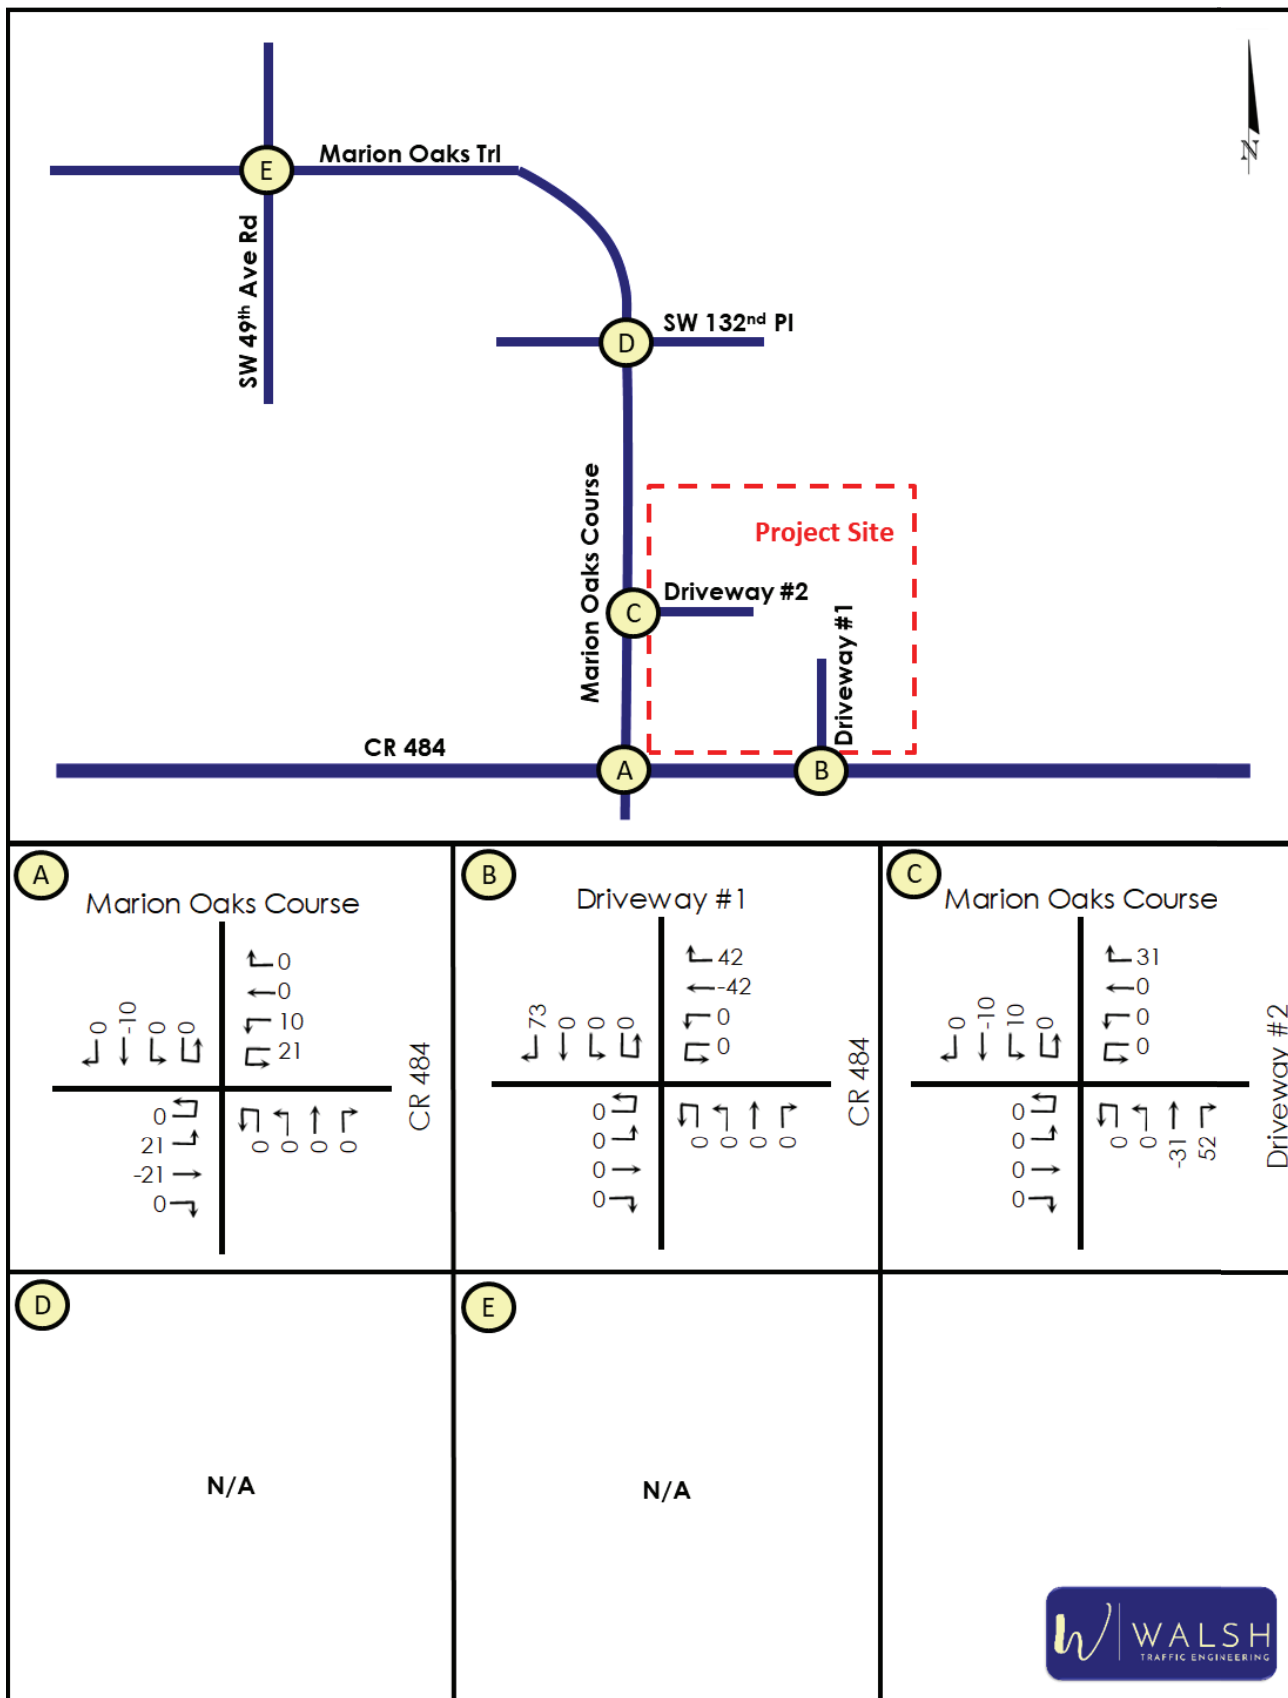 N
E
Marion Oaks Trl
SW 49th Ave Rd
D
SW 132nd Pl
Marion Oaks Course
Project Site
C
Driveway #2
Driveway #1
CR 484
A
B
A
Marion Oaks Course
0
0
10
21
0
-10
0
0
CR 484
0
21
-21
0
0
0
0
0
B
Driveway #1
42
-42
0
0
73
0
0
0
CR 484
0
0
0
0
0
0
0
0
C
Marion Oaks Course
31
0
0
0
0
-10
10
0
Driveway #2
0
0
0
0
0
0
-31
52
D
N/A
E
N/A
W WALSH
TRAFFIC ENGINEERING